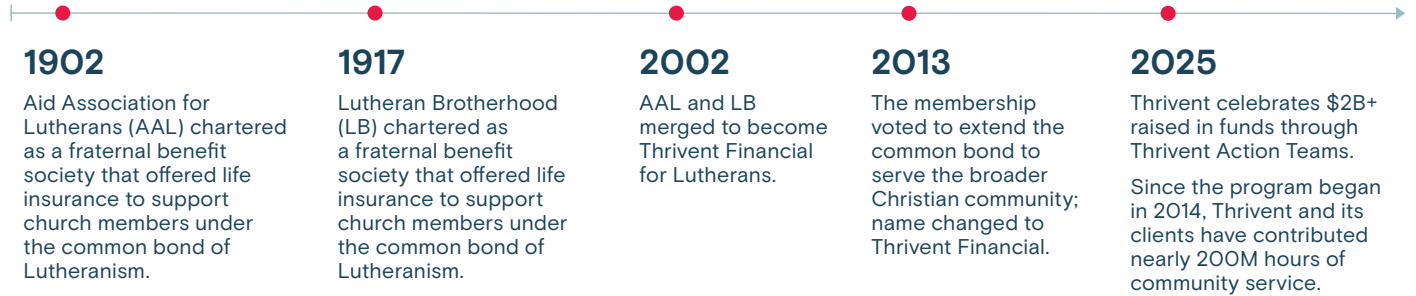 1902
Aid Association for
Lutherans (AAL) chartered
as a fraternal benefit
society that offered life
insurance to support
church members under
the common bond of
Lutheranism.
1917
Lutheran Brotherhood
(LB) chartered as
a fraternal benefit
society that offered life
insurance to support
church members under
the common bond of
Lutheranism.
2002
AAL and LB
merged to become
Thrivent Financial
for Lutherans.
2013
The membership
voted to extend the
common bond to
serve the broader
Christian community;
name changed to
Thrivent Financial.
2025
Thrivent celebrates $2B+
raised in funds through
Thrivent Action Teams.
Since the program began
in 2014, Thrivent and its
clients have contributed
nearly 200M hours of
community service.